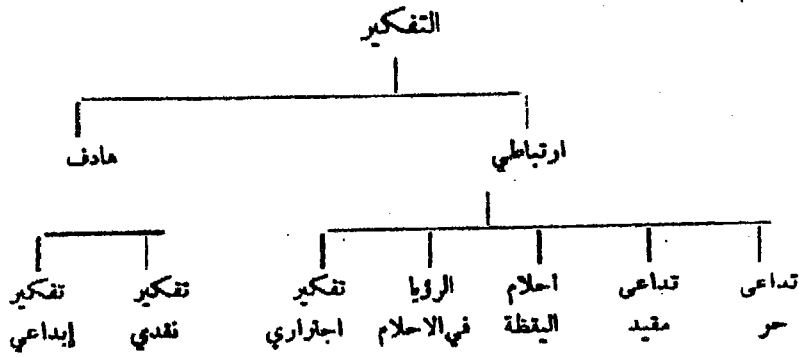 التفكير
ارتباطي هادف
تداعى تداعى احلام الرؤيا تفكير تفكير تفكير
حر مقيد اليقظة في الاحلام اجتراري نقدي إبداعي